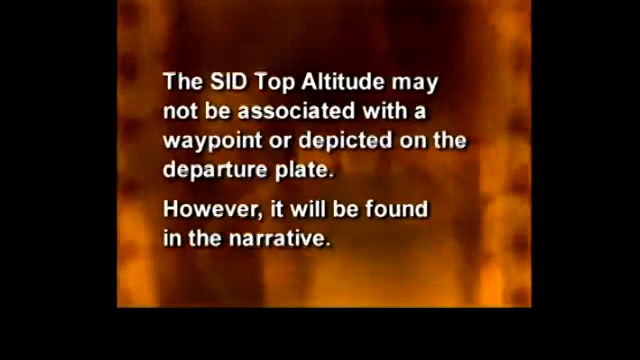 The SID Top Altitude may
not be associated with a
waypoint or depicted on the
departure plate.
However, it will be found
in the narrative.